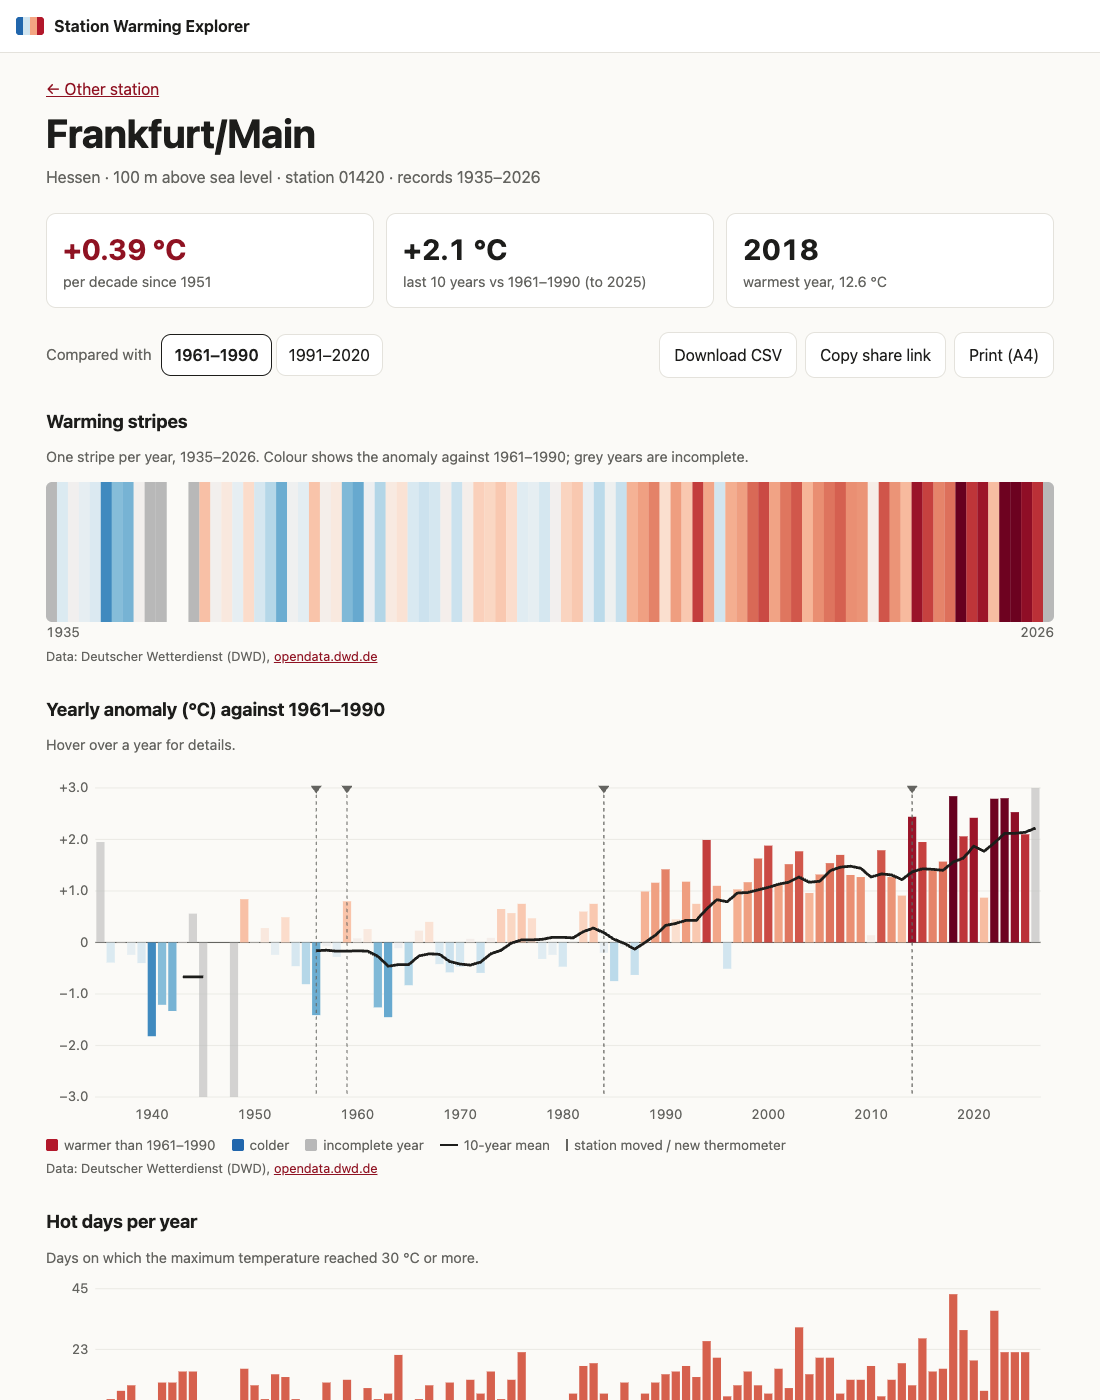 Station Warming Explorer
← Other station
Frankfurt/Main
Hessen · 100 m above sea level · station 01420 · records 1935–2026
+0.39 °C
per decade since 1951
+2.1 °C
last 10 years vs 1961–1990 (to 2025)
2018
warmest year, 12.6 °C
Compared with 1961–1990 1991–2020 Download CSV Copy share link Print (A4)
Warming stripes
One stripe per year, 1935–2026. Colour shows the anomaly against 1961–1990; grey years are incomplete.
1935 2026
Data: Deutscher Wetterdienst (DWD), opendata.dwd.de
Yearly anomaly (°C) against 1961–1990
Hover over a year for details.
+3.0
+2.0
+1.0
0
−1.0
−2.0
−3.0
1940 1950 1960 1970 1980 1990 2000 2010 2020
warmer than 1961–1990 colder incomplete year 10-year mean station moved / new thermometer
Data: Deutscher Wetterdienst (DWD), opendata.dwd.de
Hot days per year
Days on which the maximum temperature reached 30 °C or more.
45
23